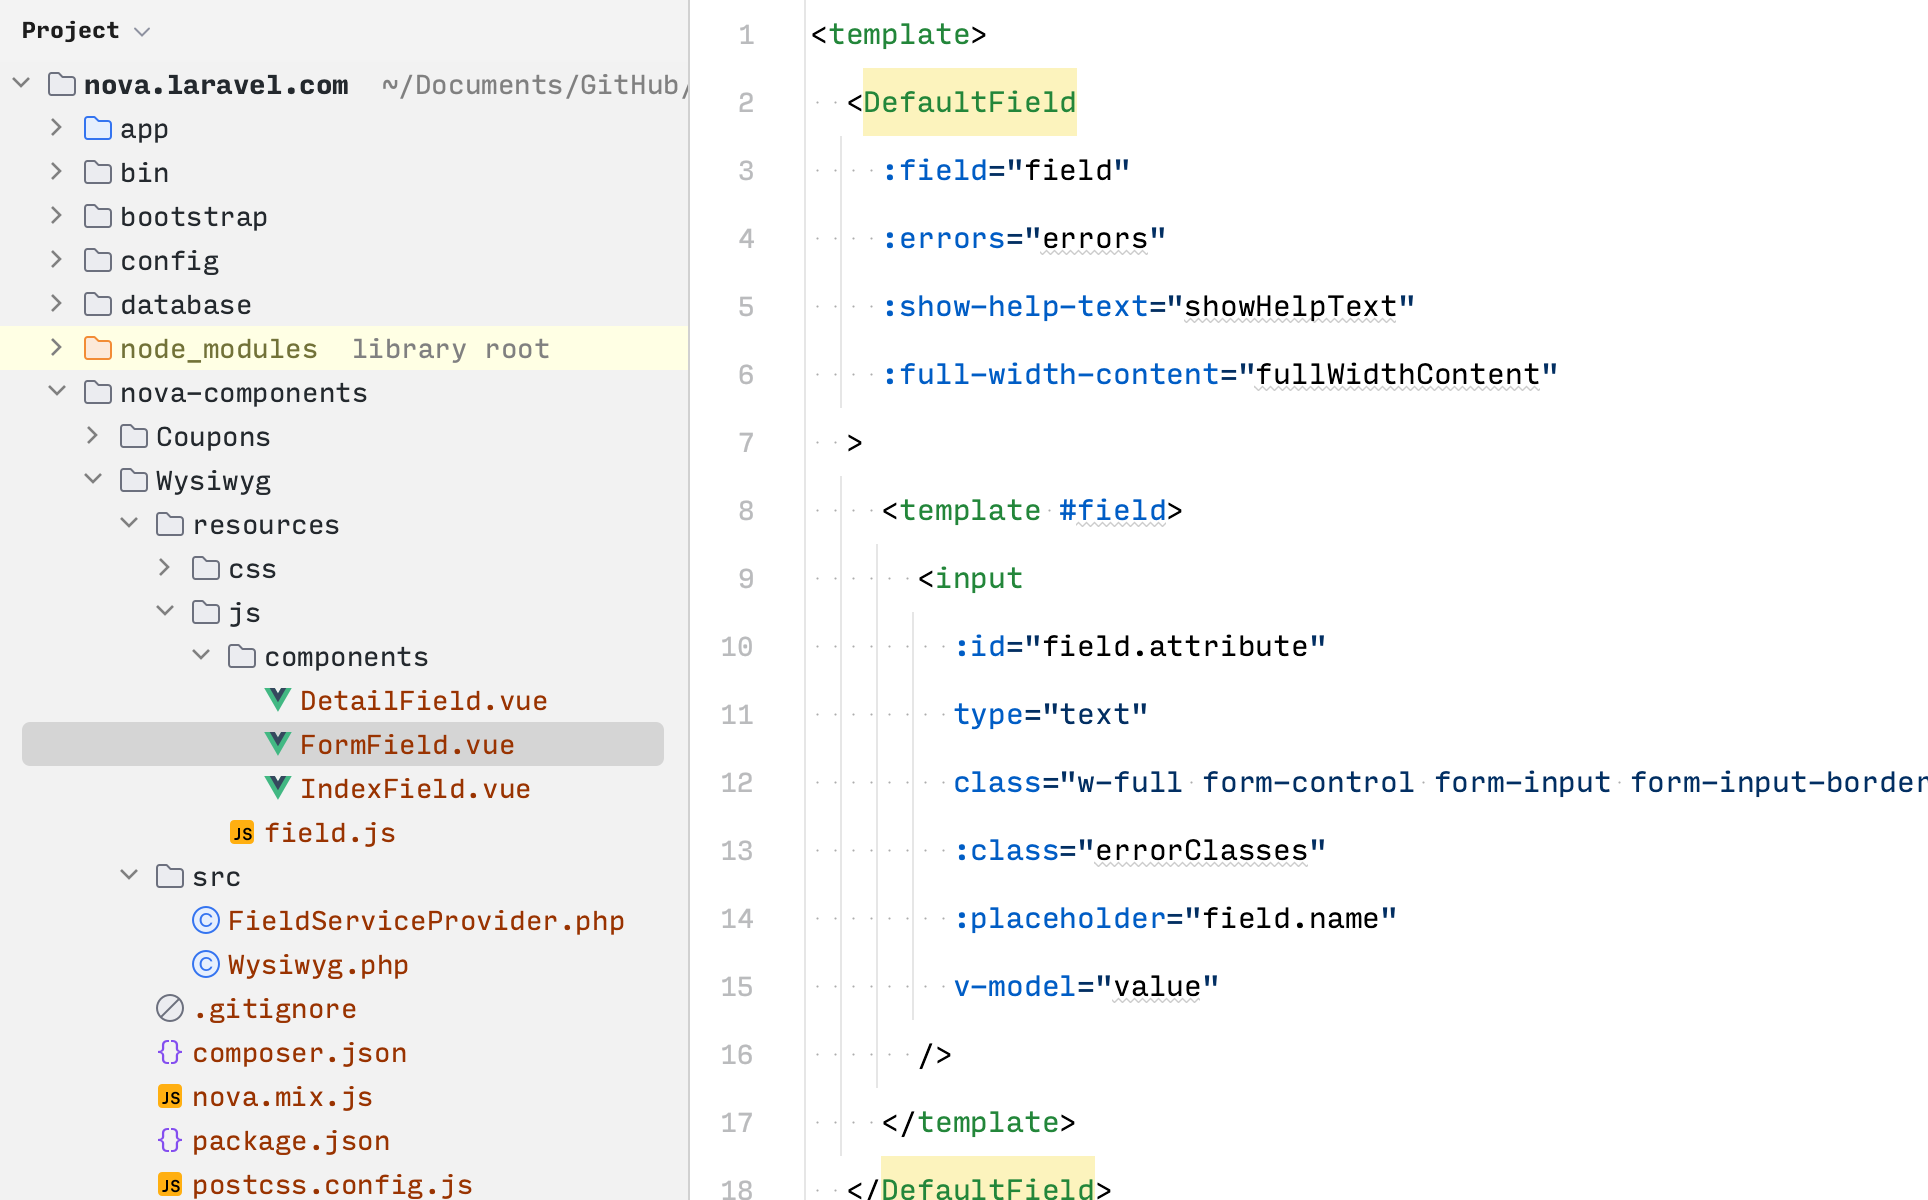 Project
nova.laravel.com ~/Documents/GitHub/
app
bin
bootstrap
config
database
node_modules library root
nova-components
Coupons
Wysiwyg
resources
css
js
components
DetailField.vue
FormField.vue
IndexField.vue
JS field.js
src
C FieldServiceProvider.php
C Wysiwyg.php
.gitignore
{} composer.json
JS nova.mix.js
{} package.json
JS postcss.config.js
1 <template>
2 <DefaultField
3 :field="field"
4 :errors="errors"
5 :show-help-text="showHelpText"
6 :full-width-content="fullWidthContent"
7 >
8 <template #field>
9 <input
10 :id="field.attribute"
11 type="text"
12 class="w-full form-control form-input form-input-border
13 :class="errorClasses"
14 :placeholder="field.name"
15 v-model="value"
16 />
17 </template>
18 </DefaultField>